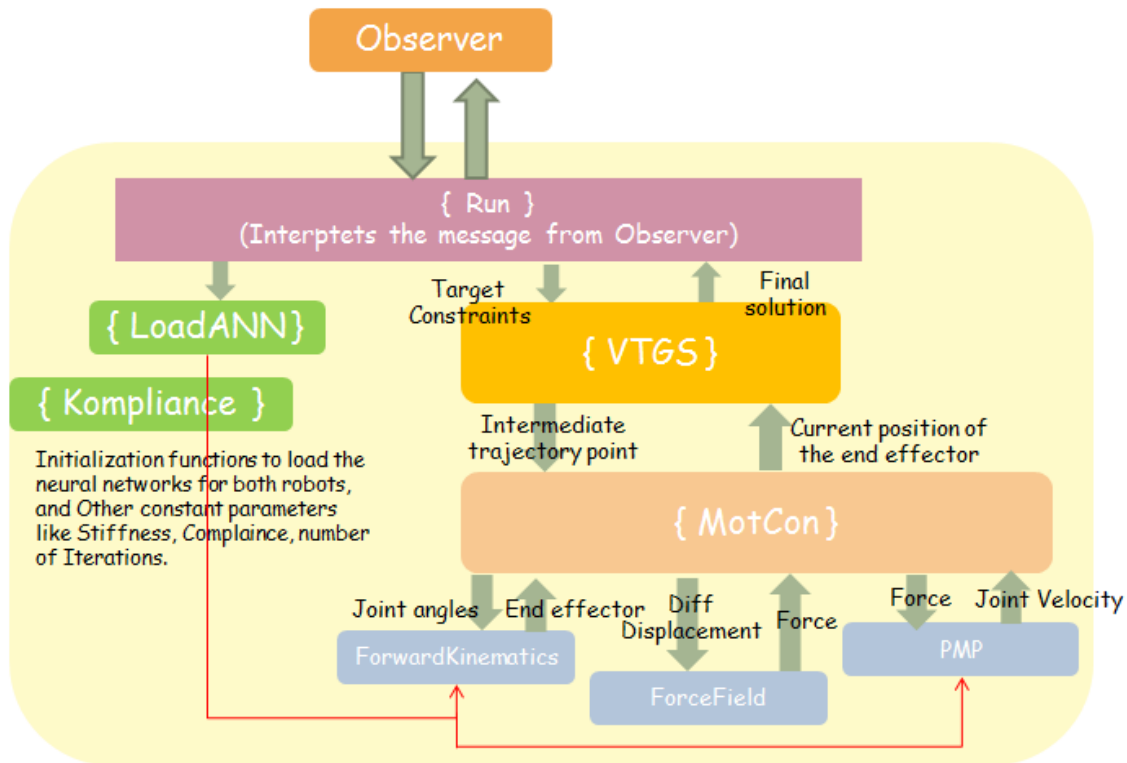 Observer
{ Run }
(Interptets the message from Observer)
Target
Constraints
Final
solution
{ LoadANN }
{ VTGS }
{ Kompliance }
Intermediate
trajectory point
Current position of
the end effector
Initialization functions to load the
neural networks for both robots,
and Other constant parameters
like Stiffness, Complaince, number
of Iterations.
{ MotCon }
Joint angles
End effector
Diff
Displacement
Force
Force
Joint Velocity
ForwardKinematics
ForceField
PMP